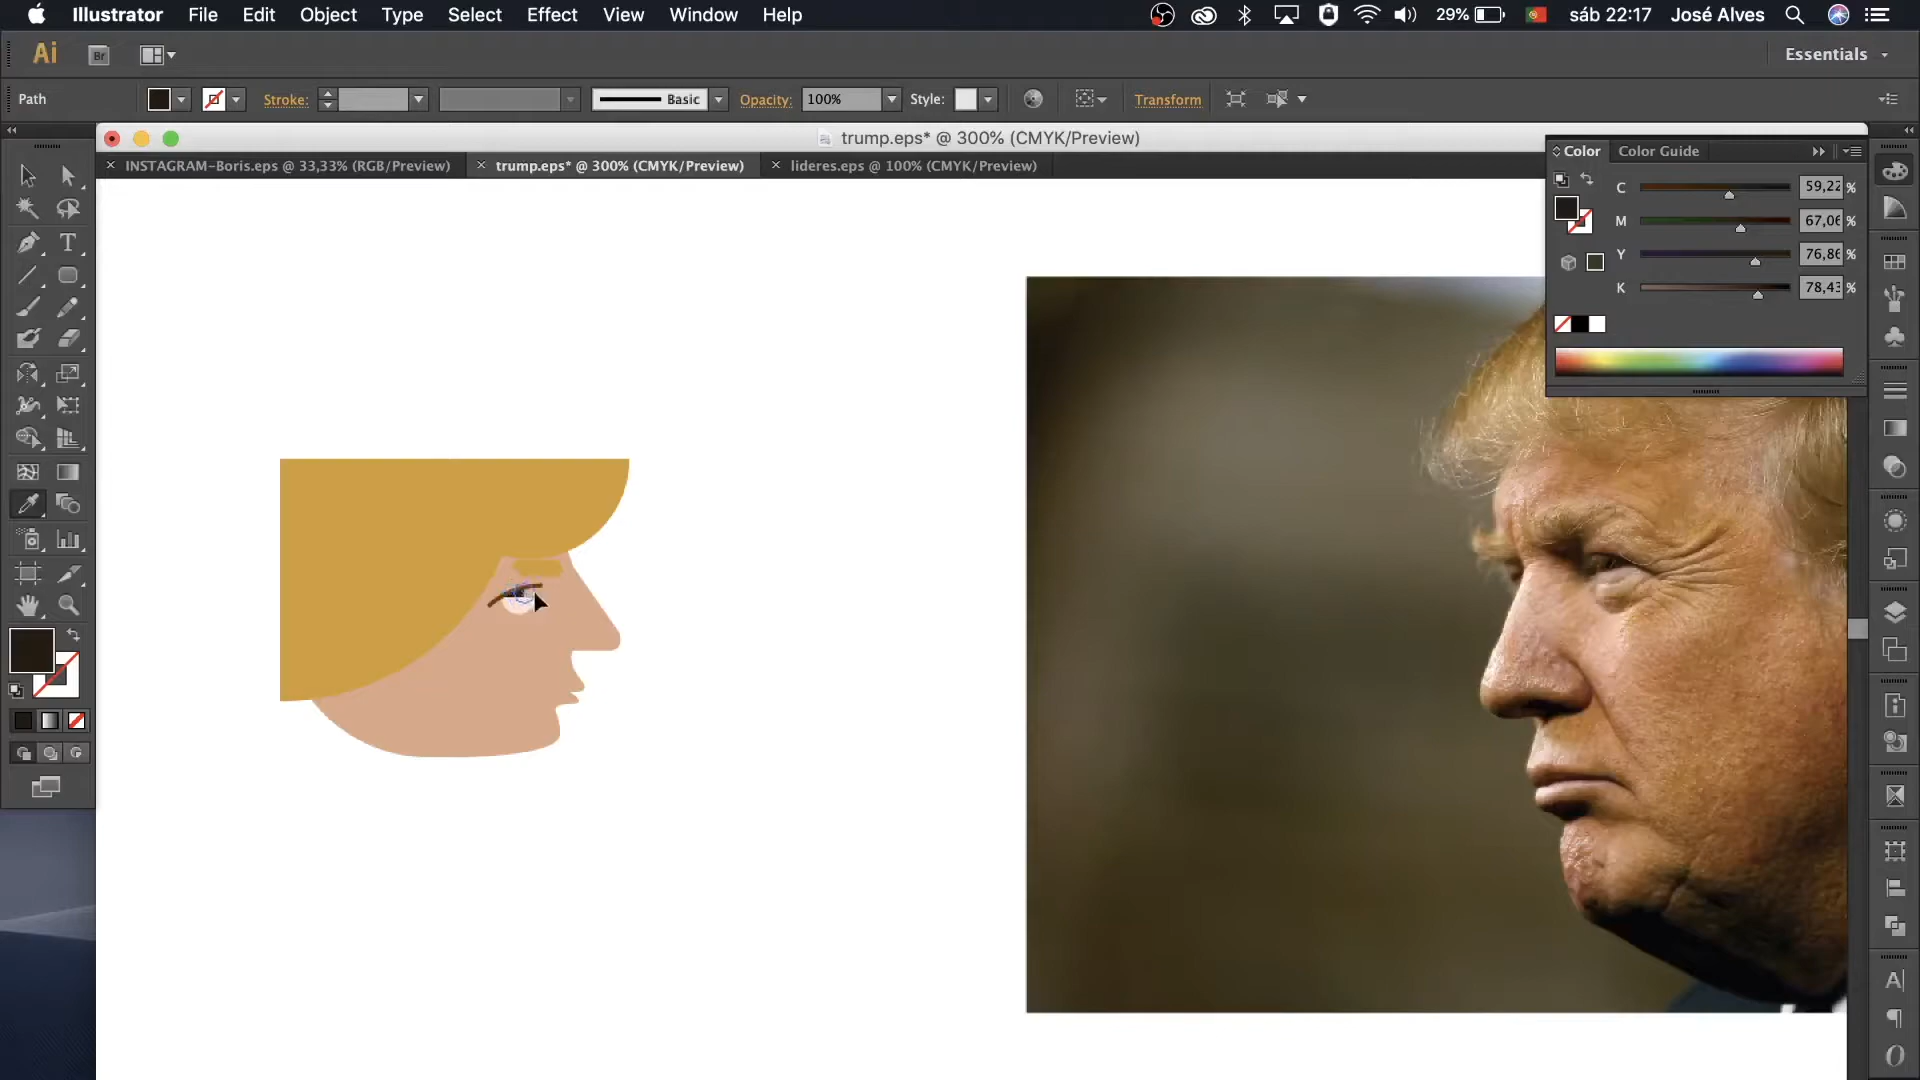 Illustrator File Edit Object Type Select Effect View Window Help 29% sáb 22:17 José Alves
Ai Br Essentials
Path Stroke: Basic Opacity: 100% Style: Transform
trump.eps* @ 300% (CMYK/Preview)
INSTAGRAM-Boris.eps @ 33,33% (RGB/Preview) trump.eps* @ 300% (CMYK/Preview) lideres.eps @ 100% (CMYK/Preview)
Color Color Guide
C 59,22 %
M 67,06 %
Y 76,86 %
K 78,43 %